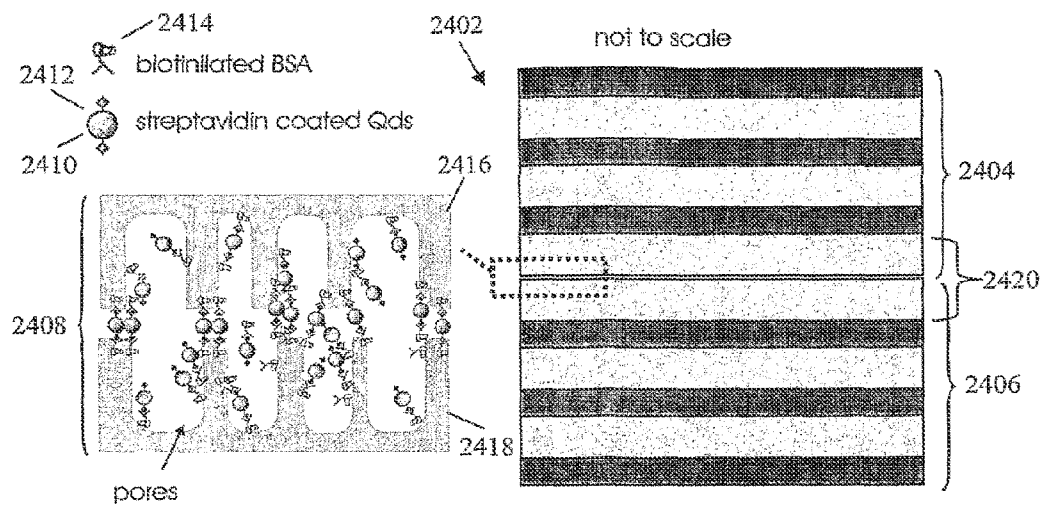 2414
2402
not to scale
biotinilated BSA
2412
streptavidin coated Qds
2410
2416
2404
2420
2408
2406
2418
pores